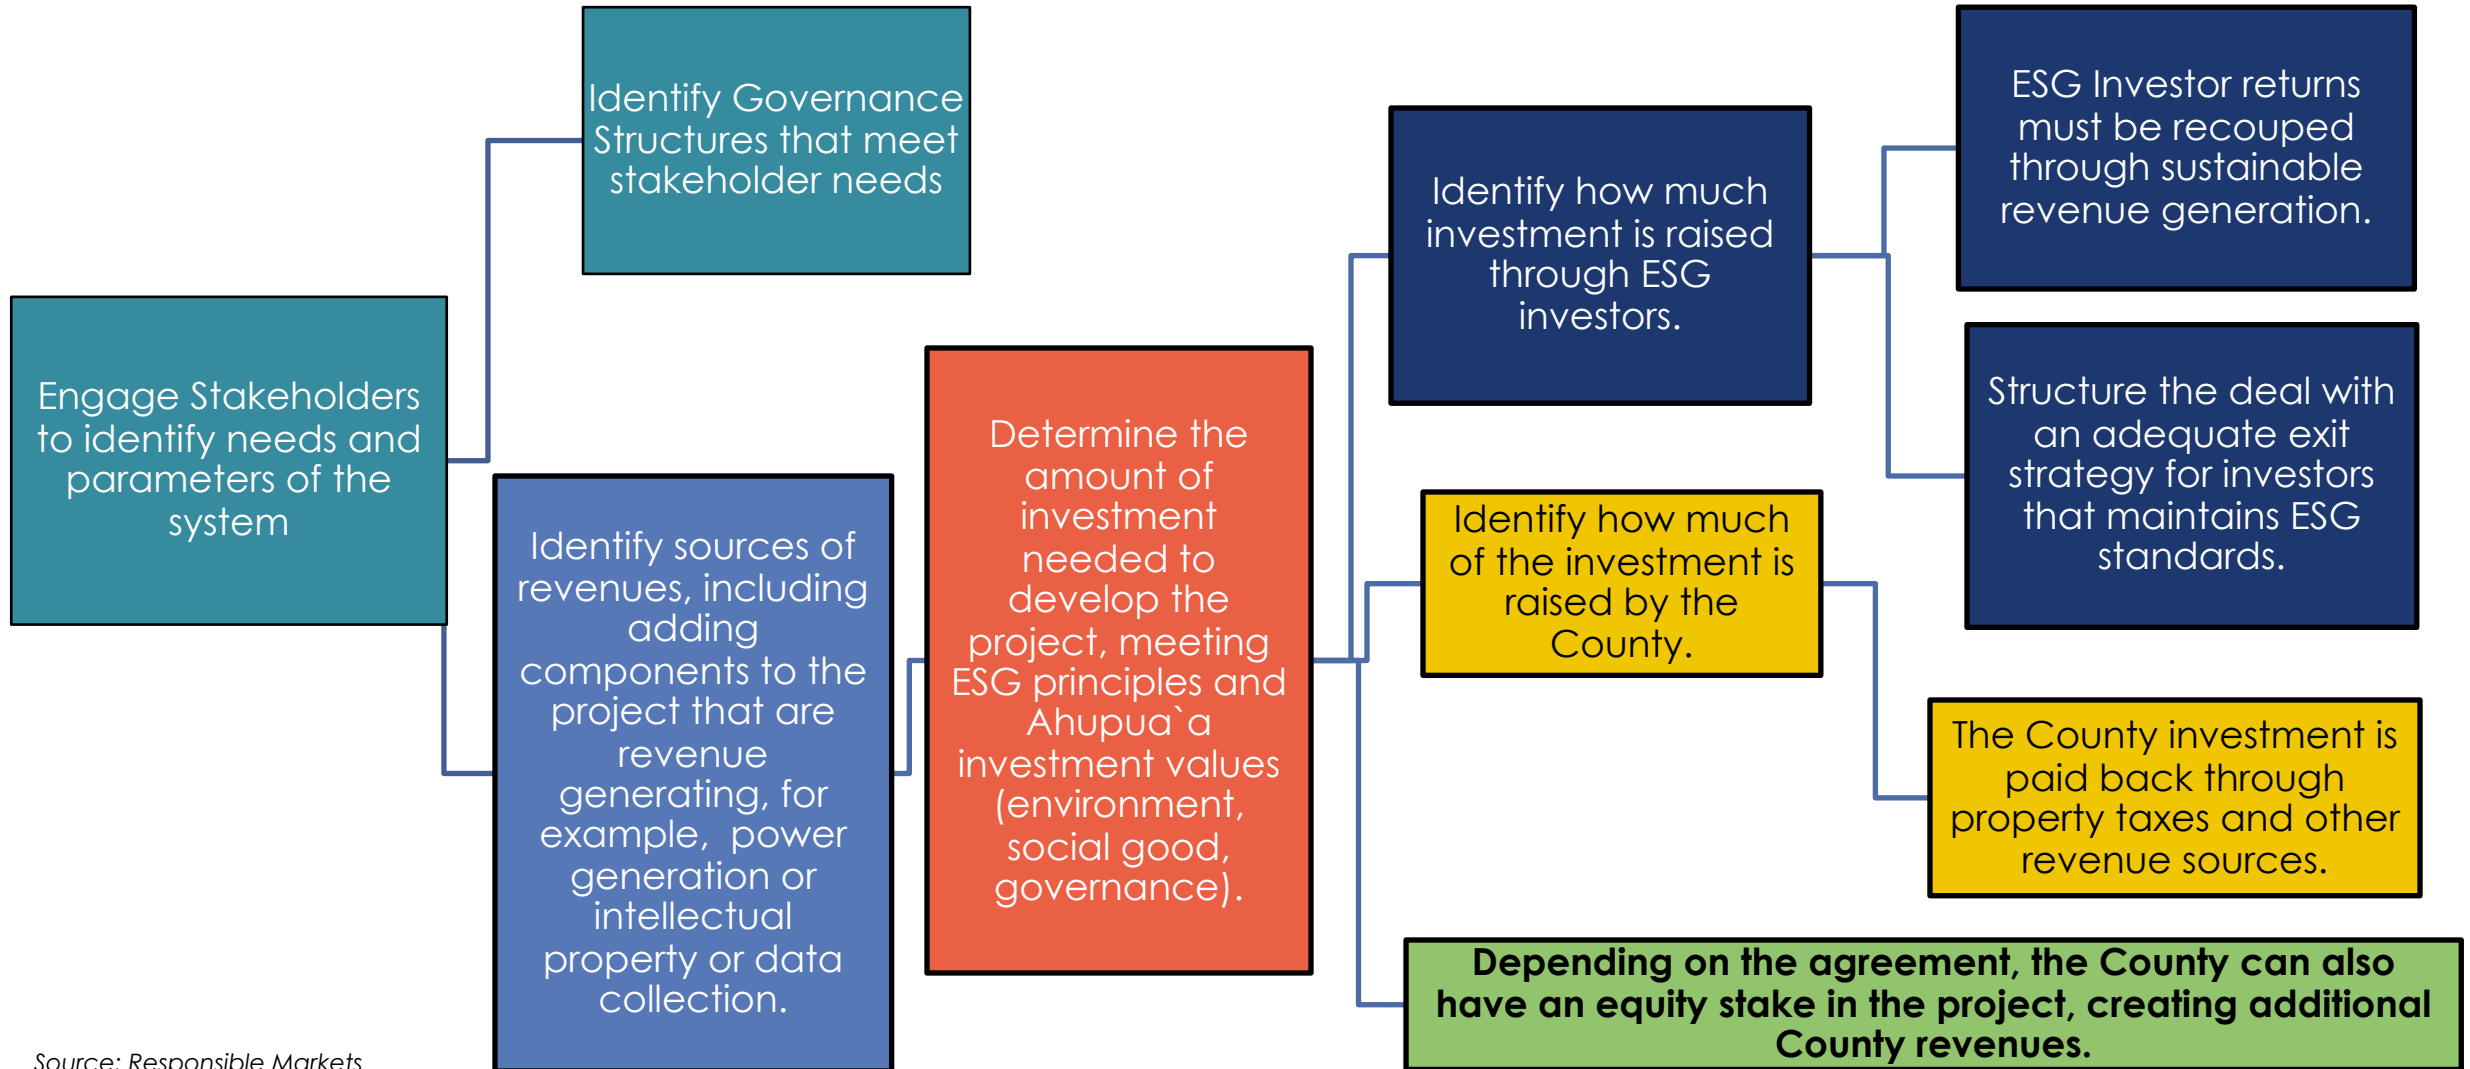 Identify Governance
Structures that meet
stakeholder needs
Engage Stakeholders
to identify needs and
parameters of the
system
Identify sources of
revenues, including
adding
components to the
project that are
revenue
generating, for
example,  power
generation or
intellectual
property or data
collection.
Determine the
amount of
investment
needed to
develop the
project, meeting
ESG principles and
Ahupua`a
investment values
(environment,
social good,
governance).
Identify how much
investment is raised
through ESG
investors.
ESG Investor returns
must be recouped
through sustainable
revenue generation.
Structure the deal with
an adequate exit
strategy for investors
that maintains ESG
standards.
Identify how much
of the investment is
raised by the
County.
The County investment is
paid back through
property taxes and other
revenue sources.
Depending on the agreement, the County can also
have an equity stake in the project, creating additional
County revenues.
Source: Responsible Markets